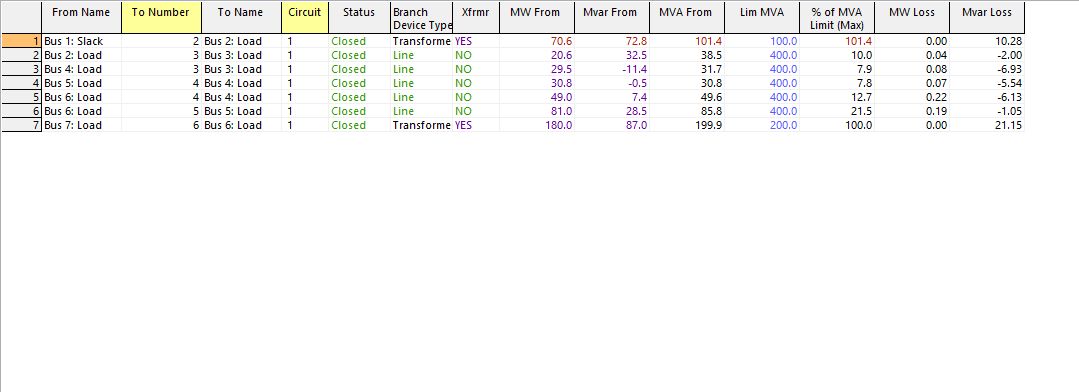 From Name To Number To Name Circuit Status Branch Device Type Xfrmr MW From Mvar From MVA From Lim MVA % of MVA Limit (Max) MW Loss Mvar Loss
1 Bus 1: Slack 2 Bus 2: Load 1 Closed Transforme YES 70.6 72.8 101.4 100.0 101.4 0.00 10.28
2 Bus 2: Load 3 Bus 3: Load 1 Closed Line NO 20.6 32.5 38.5 400.0 10.0 0.04 -2.00
3 Bus 4: Load 3 Bus 3: Load 1 Closed Line NO 29.5 -11.4 31.7 400.0 7.9 0.08 -6.93
4 Bus 5: Load 4 Bus 4: Load 1 Closed Line NO 30.8 -0.5 30.8 400.0 7.8 0.07 -5.54
5 Bus 6: Load 4 Bus 4: Load 1 Closed Line NO 49.0 7.4 49.6 400.0 12.7 0.22 -6.13
6 Bus 6: Load 5 Bus 5: Load 1 Closed Line NO 81.0 28.5 85.8 400.0 21.5 0.19 -1.05
7 Bus 7: Load 6 Bus 6: Load 1 Closed Transforme YES 180.0 87.0 199.9 200.0 100.0 0.00 21.15